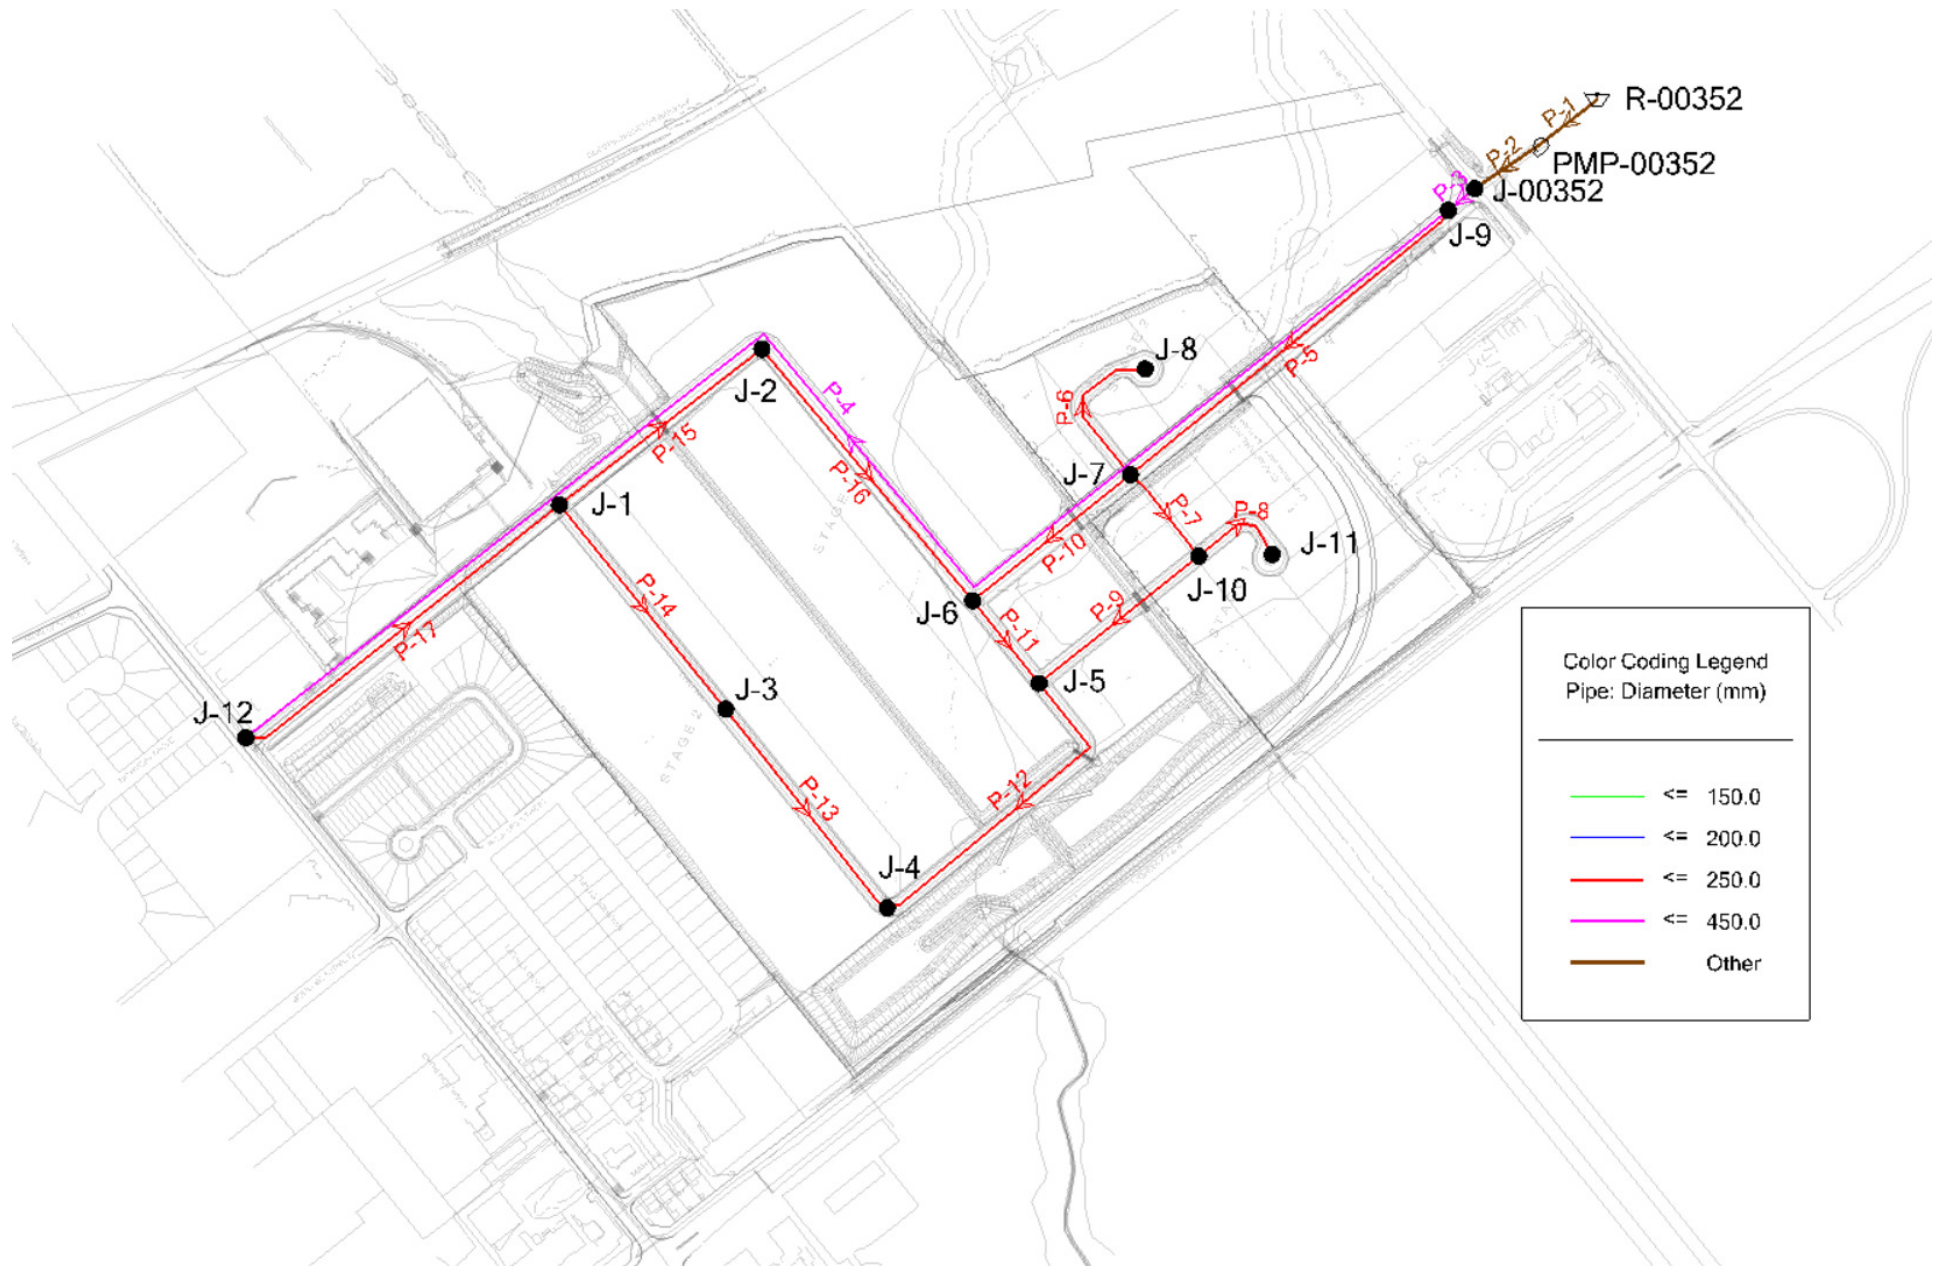 R-00352
P-1
PMP-00352
P-2
J-00352
P-3
J-9
P-5
J-8
J-2
P-4
P-6
P-15
P-16
J-7
J-1
P-7
P-8
P-10
J-11
J-10
J-6
P-9
P-14
P-11
P-17
J-5
J-3
J-12
STAGE 2
P-12
P-13
J-4
Color Coding Legend
Pipe: Diameter (mm)
<= 150.0
<= 200.0
<= 250.0
<= 450.0
Other